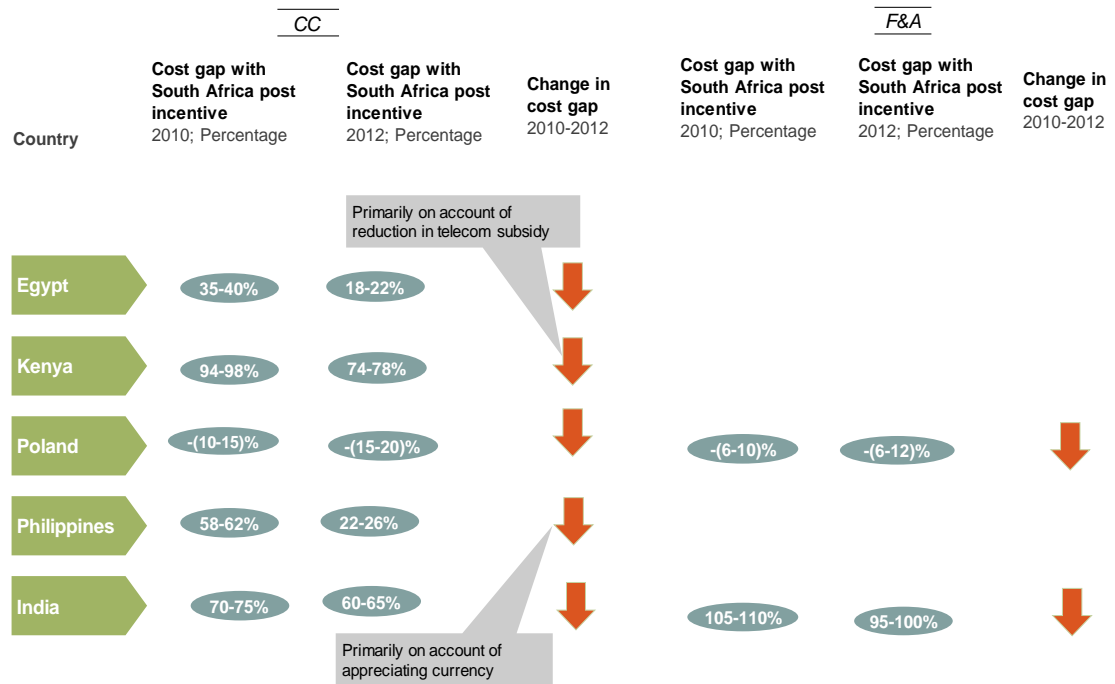 CC
F&A
Cost gap with
South Africa post
incentive
2010; Percentage
Cost gap with
South Africa post
incentive
2012; Percentage
Change in
cost gap
2010-2012
Cost gap with
South Africa post
incentive
2010; Percentage
Cost gap with
South Africa post
incentive
2012; Percentage
Change in
cost gap
2010-2012
Country
Primarily on account of
reduction in telecom subsidy
Egypt
35-40%
18-22%
Kenya
94-98%
74-78%
Poland
-(10-15)%
-(15-20)%
-(6-10)%
-(6-12)%
Philippines
58-62%
22-26%
India
70-75%
60-65%
105-110%
95-100%
Primarily on account of
appreciating currency